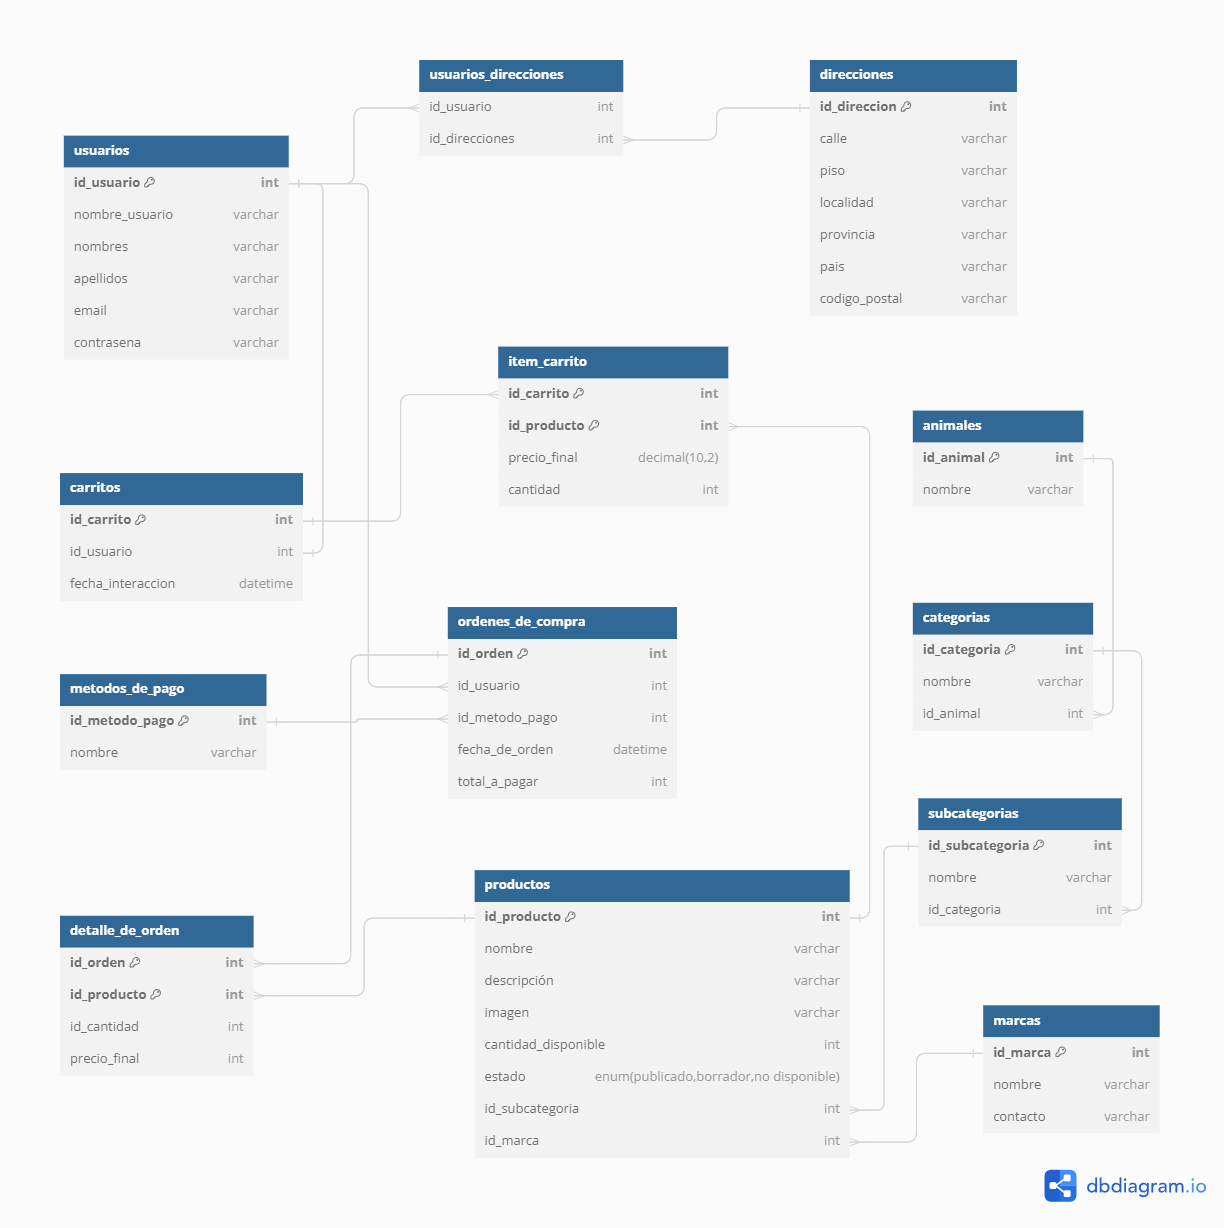 usuarios_direcciones
id_usuario int
id_direcciones int
direcciones
id_direccion int
calle varchar
piso varchar
localidad varchar
provincia varchar
pais varchar
codigo_postal varchar
usuarios
id_usuario int
nombre_usuario varchar
nombres varchar
apellidos varchar
email varchar
contrasena varchar
item_carrito
id_carrito int
id_producto int
precio_final decimal(10,2)
cantidad int
animales
id_animal int
nombre varchar
carritos
id_carrito int
id_usuario int
fecha_interaccion datetime
ordenes_de_compra
id_orden int
id_usuario int
id_metodo_pago int
fecha_de_orden datetime
total_a_pagar int
categorias
id_categoria int
nombre varchar
id_animal int
metodos_de_pago
id_metodo_pago int
nombre varchar
subcategorias
id_subcategoria int
nombre varchar
id_categoria int
productos
id_producto int
nombre varchar
descripción varchar
imagen varchar
cantidad_disponible int
estado enum(publicado,borrador,no disponible)
id_subcategoria int
id_marca int
detalle_de_orden
id_orden int
id_producto int
id_cantidad int
precio_final int
marcas
id_marca int
nombre varchar
contacto varchar
dbdiagram.io